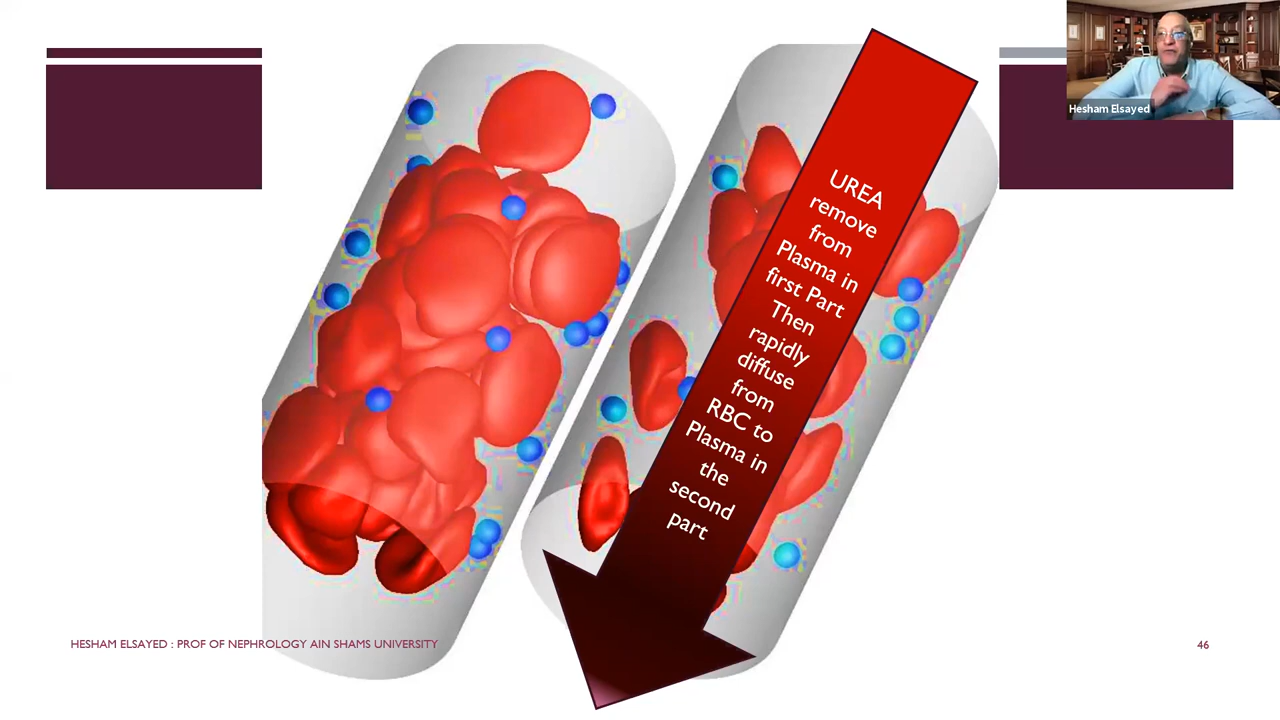 Hesham Elsayed
UREA
remove
from
Plasma in
first Part
Then
rapidly
diffuse
from
RBC to
Plasma in
the
second
part
HESHAM ELSAYED : PROF OF NEPHROLOGY AIN SHAMS UNIVERSITY
46